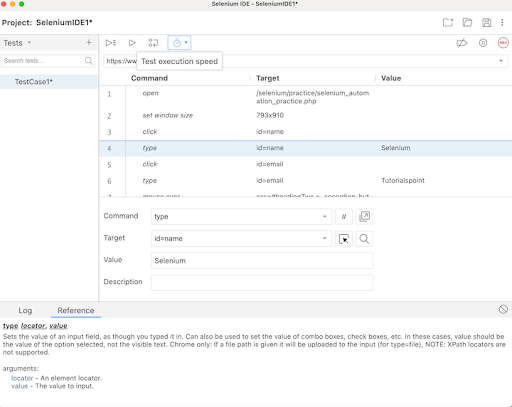 Selenium IDE - SeleniumIDE1*
Project: SeleniumIDE1*
Tests
Search tests...
TestCase1*
Test execution speed
https://ww
Command Target Value
1 open /selenium/practice/selenium_autom
ation_practice.php
2 set window size 793x910
3 click id=name
4 type id=name Selenium
5 click id=email
6 type id=email Tutorialspoint
Command type //
Target id=name
Value Selenium
Description
Log Reference
type locator, value
Sets the value of an input field, as though you typed it in. Can also be used to set the value of combo boxes, check boxes, etc. In these cases, value should be
the value of the option selected, not the visible text. Chrome only: If a file path is given it will be uploaded to the input (for type=file), NOTE: XPath locators are
not supported.
arguments:
locator - An element locator.
value - The value to input.